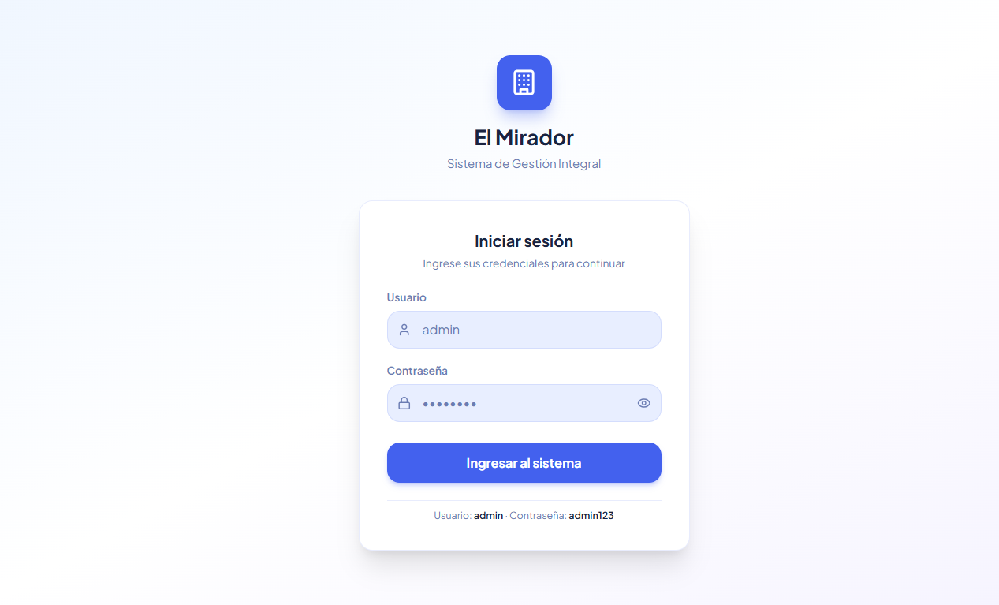 El Mirador
Sistema de Gestión Integral
Iniciar sesión
Ingrese sus credenciales para continuar
Usuario
admin
Contraseña
••••••••
Ingresar al sistema
Usuario: admin · Contraseña: admin123